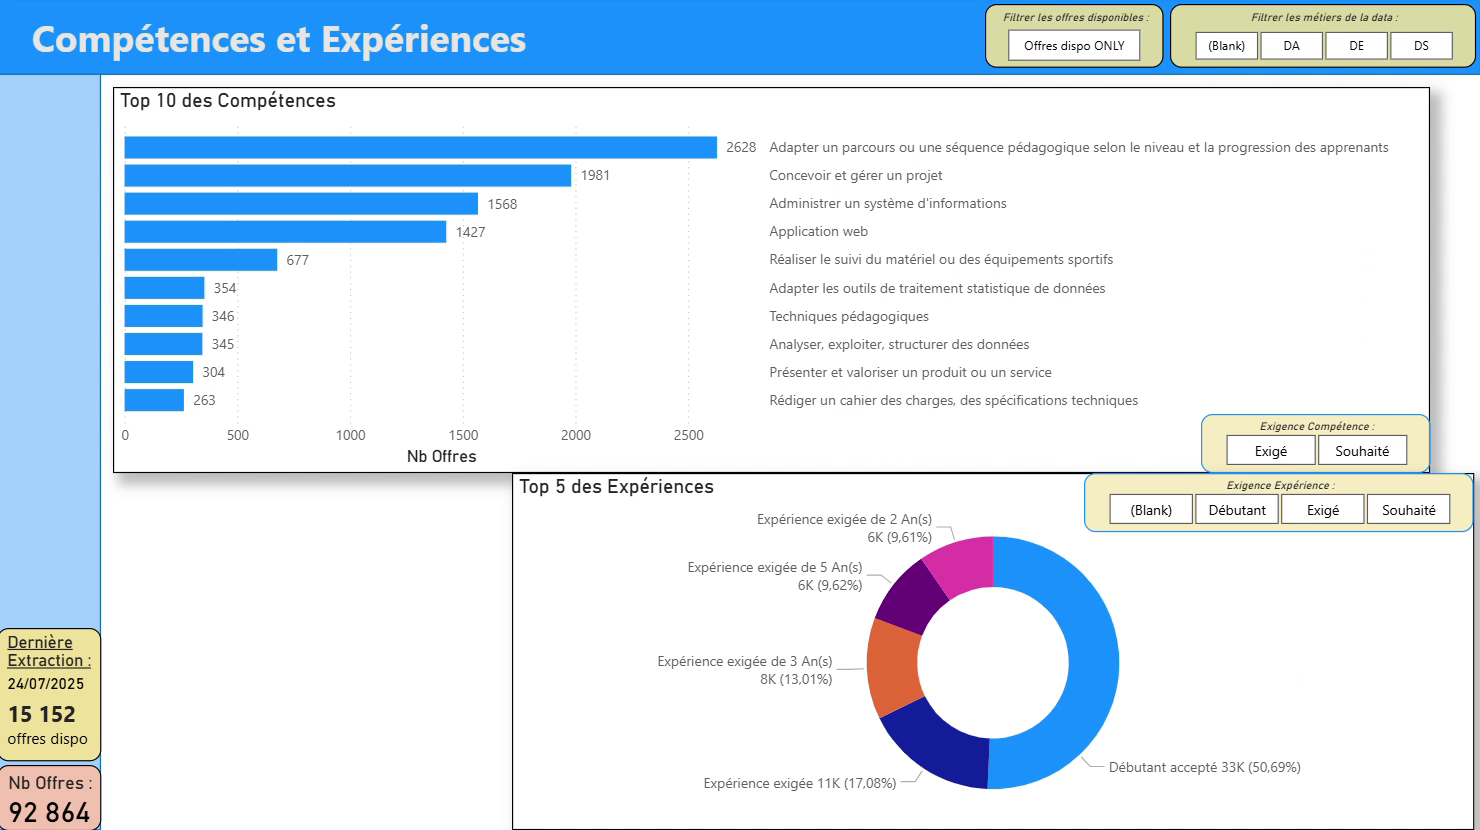 Compétences et Expériences
Filtrer les offres disponibles :
Offres dispo ONLY
Filtrer les métiers de la data :
(Blank) DA DE DS
Top 10 des Compétences
2628 Adapter un parcours ou une séquence pédagogique selon le niveau et la progression des apprenants
1981 Concevoir et gérer un projet
1568 Administrer un système d'informations
1427 Application web
677 Réaliser le suivi du matériel ou des équipements sportifs
354 Adapter les outils de traitement statistique de données
346 Techniques pédagogiques
345 Analyser, exploiter, structurer des données
304 Présenter et valoriser un produit ou un service
263 Rédiger un cahier des charges, des spécifications techniques
0 500 1000 1500 2000 2500
Nb Offres
Exigence Compétence :
Exigé Souhaité
Top 5 des Expériences
Exigence Expérience :
(Blank) Débutant Exigé Souhaité
Expérience exigée de 2 An(s)
6K (9,61%)
Expérience exigée de 5 An(s)
6K (9,62%)
Expérience exigée de 3 An(s)
8K (13,01%)
Expérience exigée 11K (17,08%)
Débutant accepté 33K (50,69%)
Dernière
Extraction :
24/07/2025
15 152
offres dispo
Nb Offres :
92 864